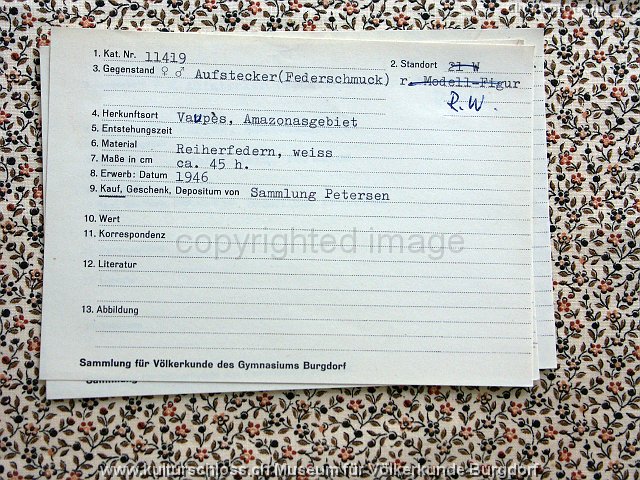 1. Kat. Nr. 11419 2. Standort 21 W
3. Gegenstand ♀ ♂ Aufstecker(Federschmuck) r. Modell-Figur
R.W.
4. Herkunftsort Vaupès, Amazonasgebiet
5. Entstehungszeit
6. Material Reiherfedern, weiss
7. Maße in cm ca. 45 h.
8. Erwerb: Datum 1946
9. Kauf, Geschenk, Depositum von Sammlung Petersen
10. Wert
11. Korrespondenz
copyrighted image
12. Literatur
13. Abbildung
Sammlung für Völkerkunde des Gymnasiums Burgdorf
Sammlung
www.kulturschloss.ch Museum für Völkerkunde Burgdorf